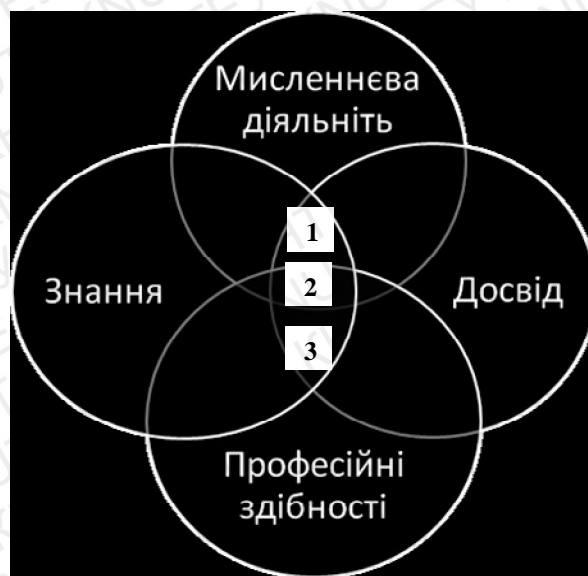 Мисленнєва
діяльніть
1
Знання
2
Досвід
3
Професійні
здібності